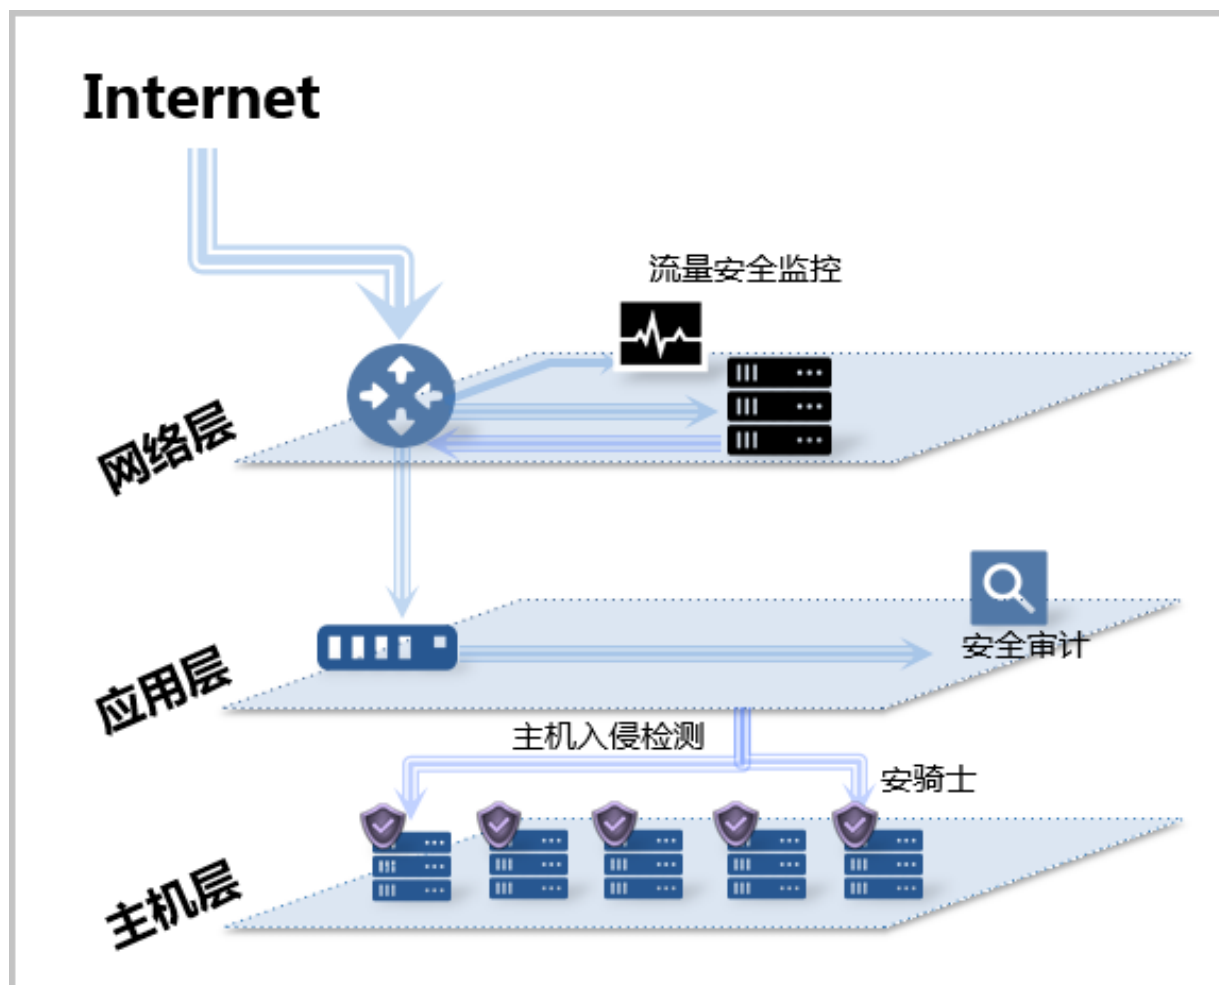 Internet
流量安全监控
网络层
安全审计
应用层
主机入侵检测
安骑士
主机层